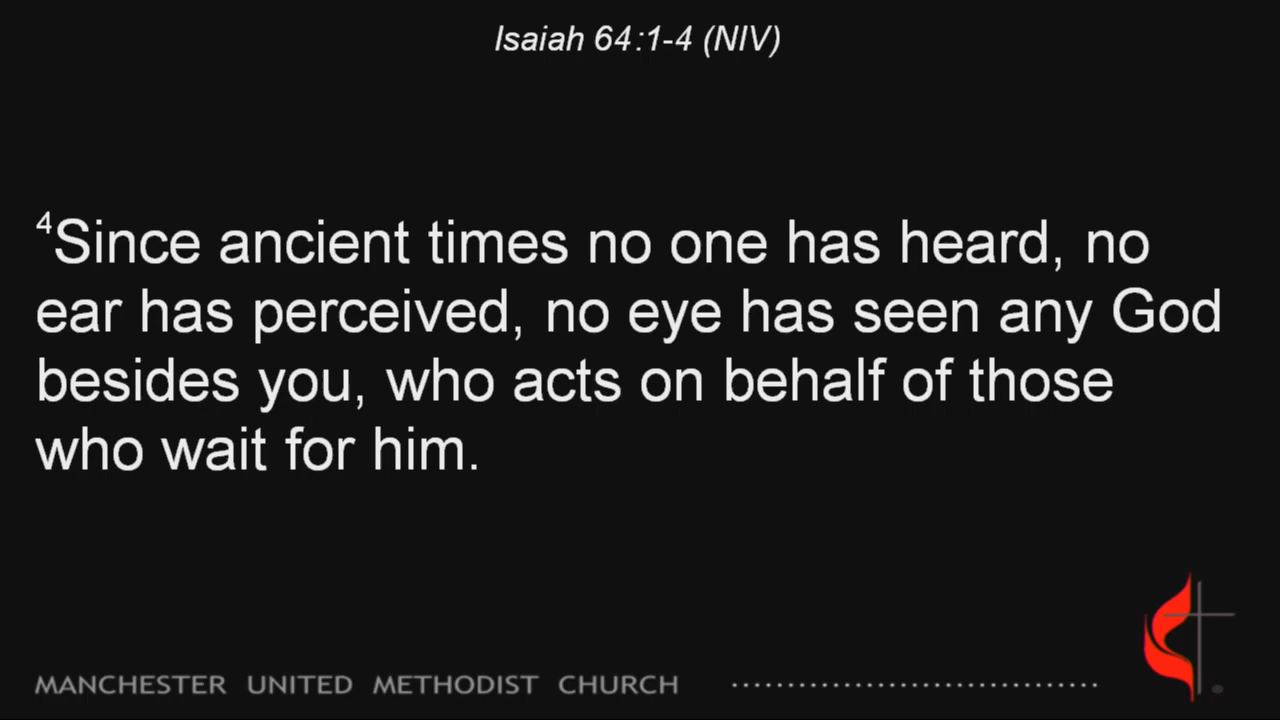 Isaiah 64:1-4 (NIV)
⁴Since ancient times no one has heard, no
ear has perceived, no eye has seen any God
besides you, who acts on behalf of those
who wait for him.
MANCHESTER UNITED METHODIST CHURCH
®